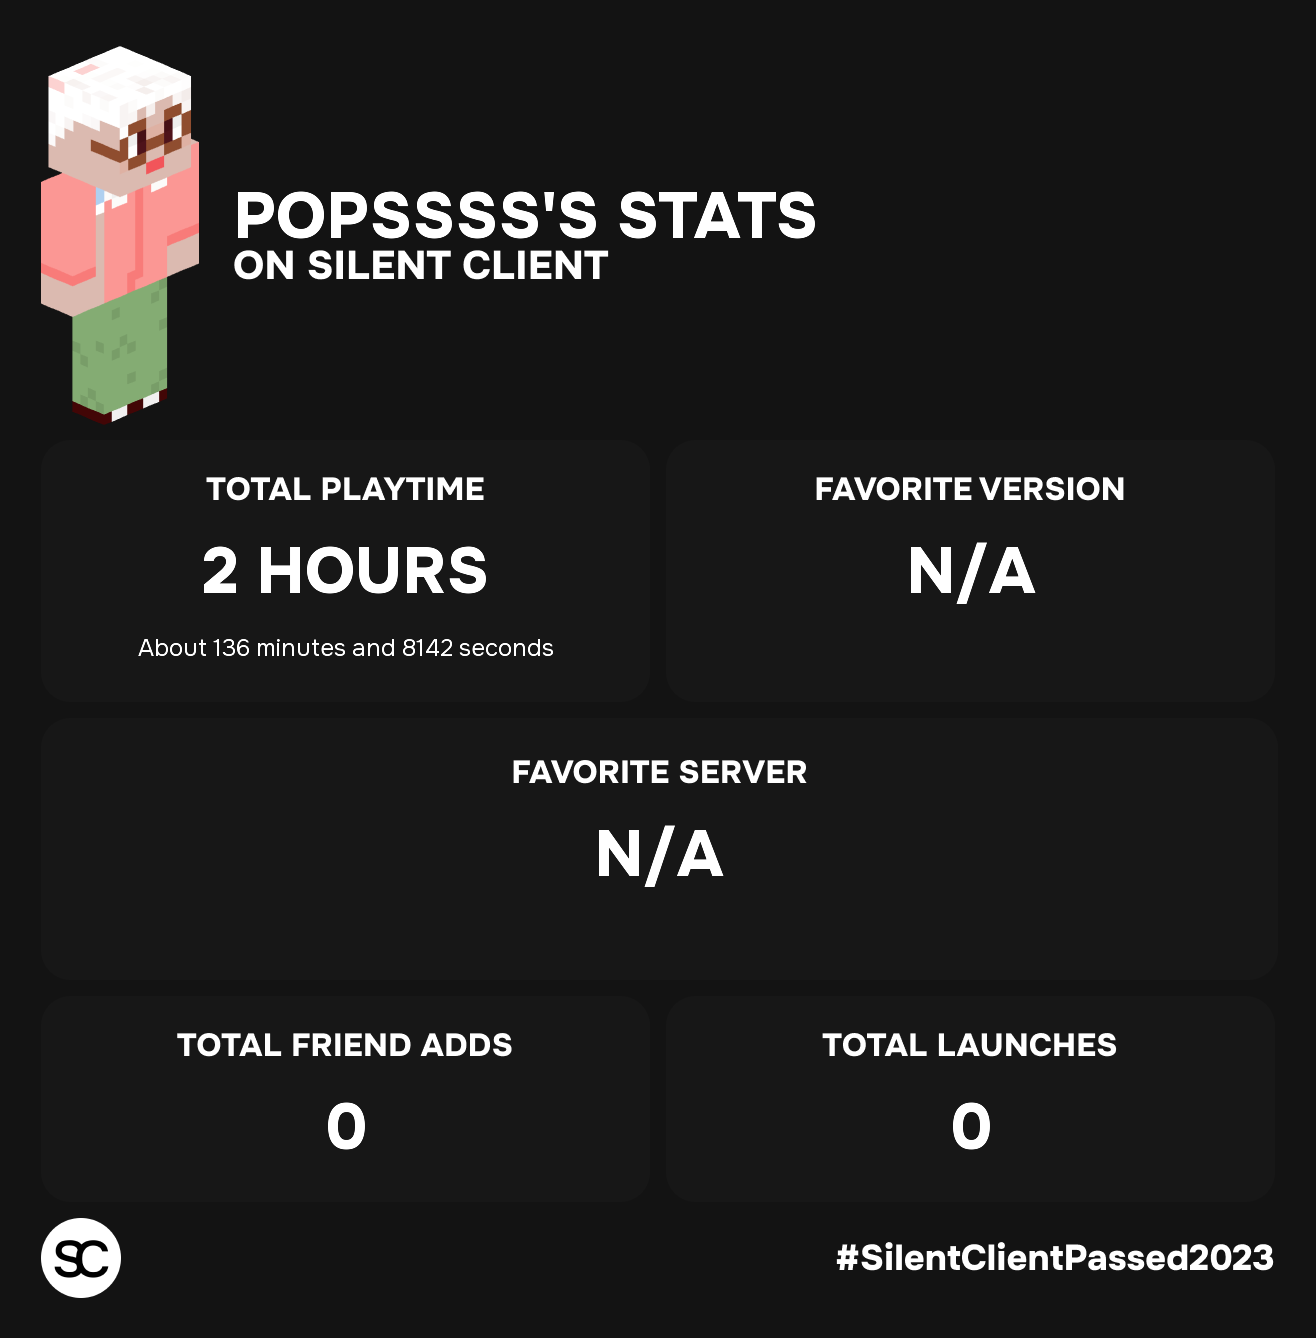 POPSSSS'S STATS
ON SILENT CLIENT
TOTAL PLAYTIME
2 HOURS
About 136 minutes and 8142 seconds
FAVORITE VERSION
N/A
FAVORITE SERVER
N/A
TOTAL FRIEND ADDS
0
TOTAL LAUNCHES
0
SC
#SilentClientPassed2023